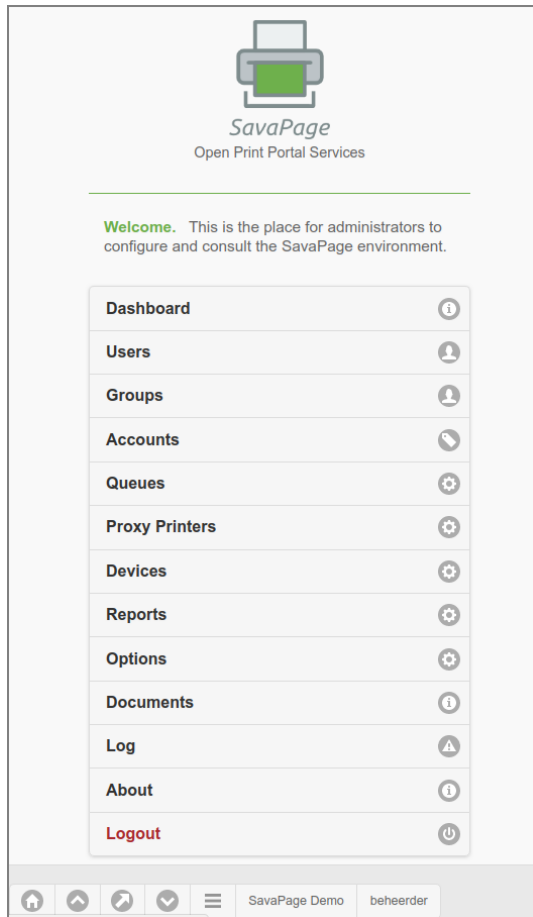 SavaPage
Open Print Portal Services
Welcome. This is the place for administrators to
configure and consult the SavaPage environment.
Dashboard
Users
Groups
Accounts
Queues
Proxy Printers
Devices
Reports
Options
Documents
Log
About
Logout
SavaPage Demo beheerder